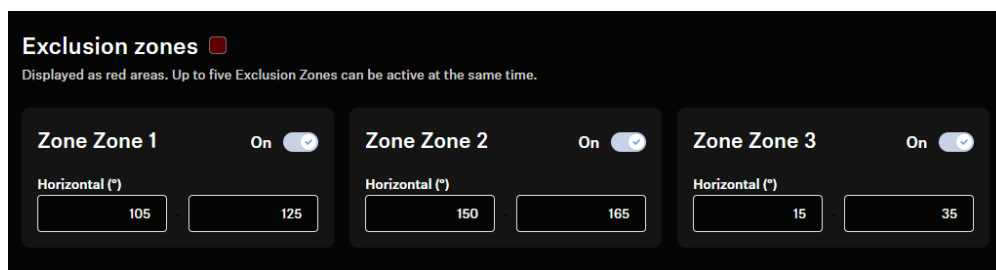 Exclusion zones
Displayed as red areas. Up to five Exclusion Zones can be active at the same time.
Zone Zone 1 On
Horizontal (°)
105 - 125
Zone Zone 2 On
Horizontal (°)
150 - 165
Zone Zone 3 On
Horizontal (°)
15 - 35